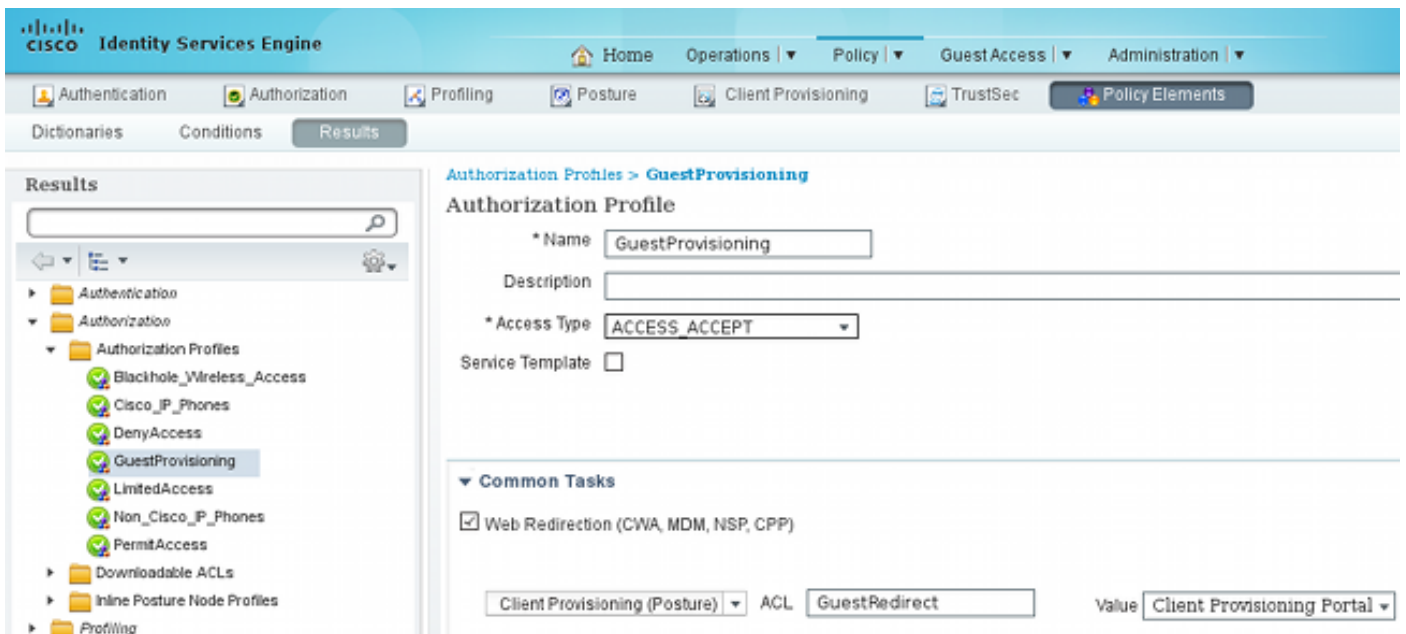 CISCO Identity Services Engine
Home Operations | ▼ Policy | ▼ Guest Access | ▼ Administration | ▼
Authentication Authorization Profiling Posture Client Provisioning TrustSec Policy Elements
Dictionaries Conditions Results
Results
Authentication
Authorization
Authorization Profiles
Blackhole_Wireless_Access
Cisco_IP_Phones
DenyAccess
GuestProvisioning
LimitedAccess
Non_Cisco_IP_Phones
PermitAccess
Downloadable ACLs
Inline Posture Node Profiles
Profiling
Authorization Profiles > GuestProvisioning
Authorization Profile
* Name GuestProvisioning
Description
* Access Type ACCESS_ACCEPT
Service Template
Common Tasks
Web Redirection (CWA, MDM, NSP, CPP)
Client Provisioning (Posture) ACL GuestRedirect Value Client Provisioning Portal